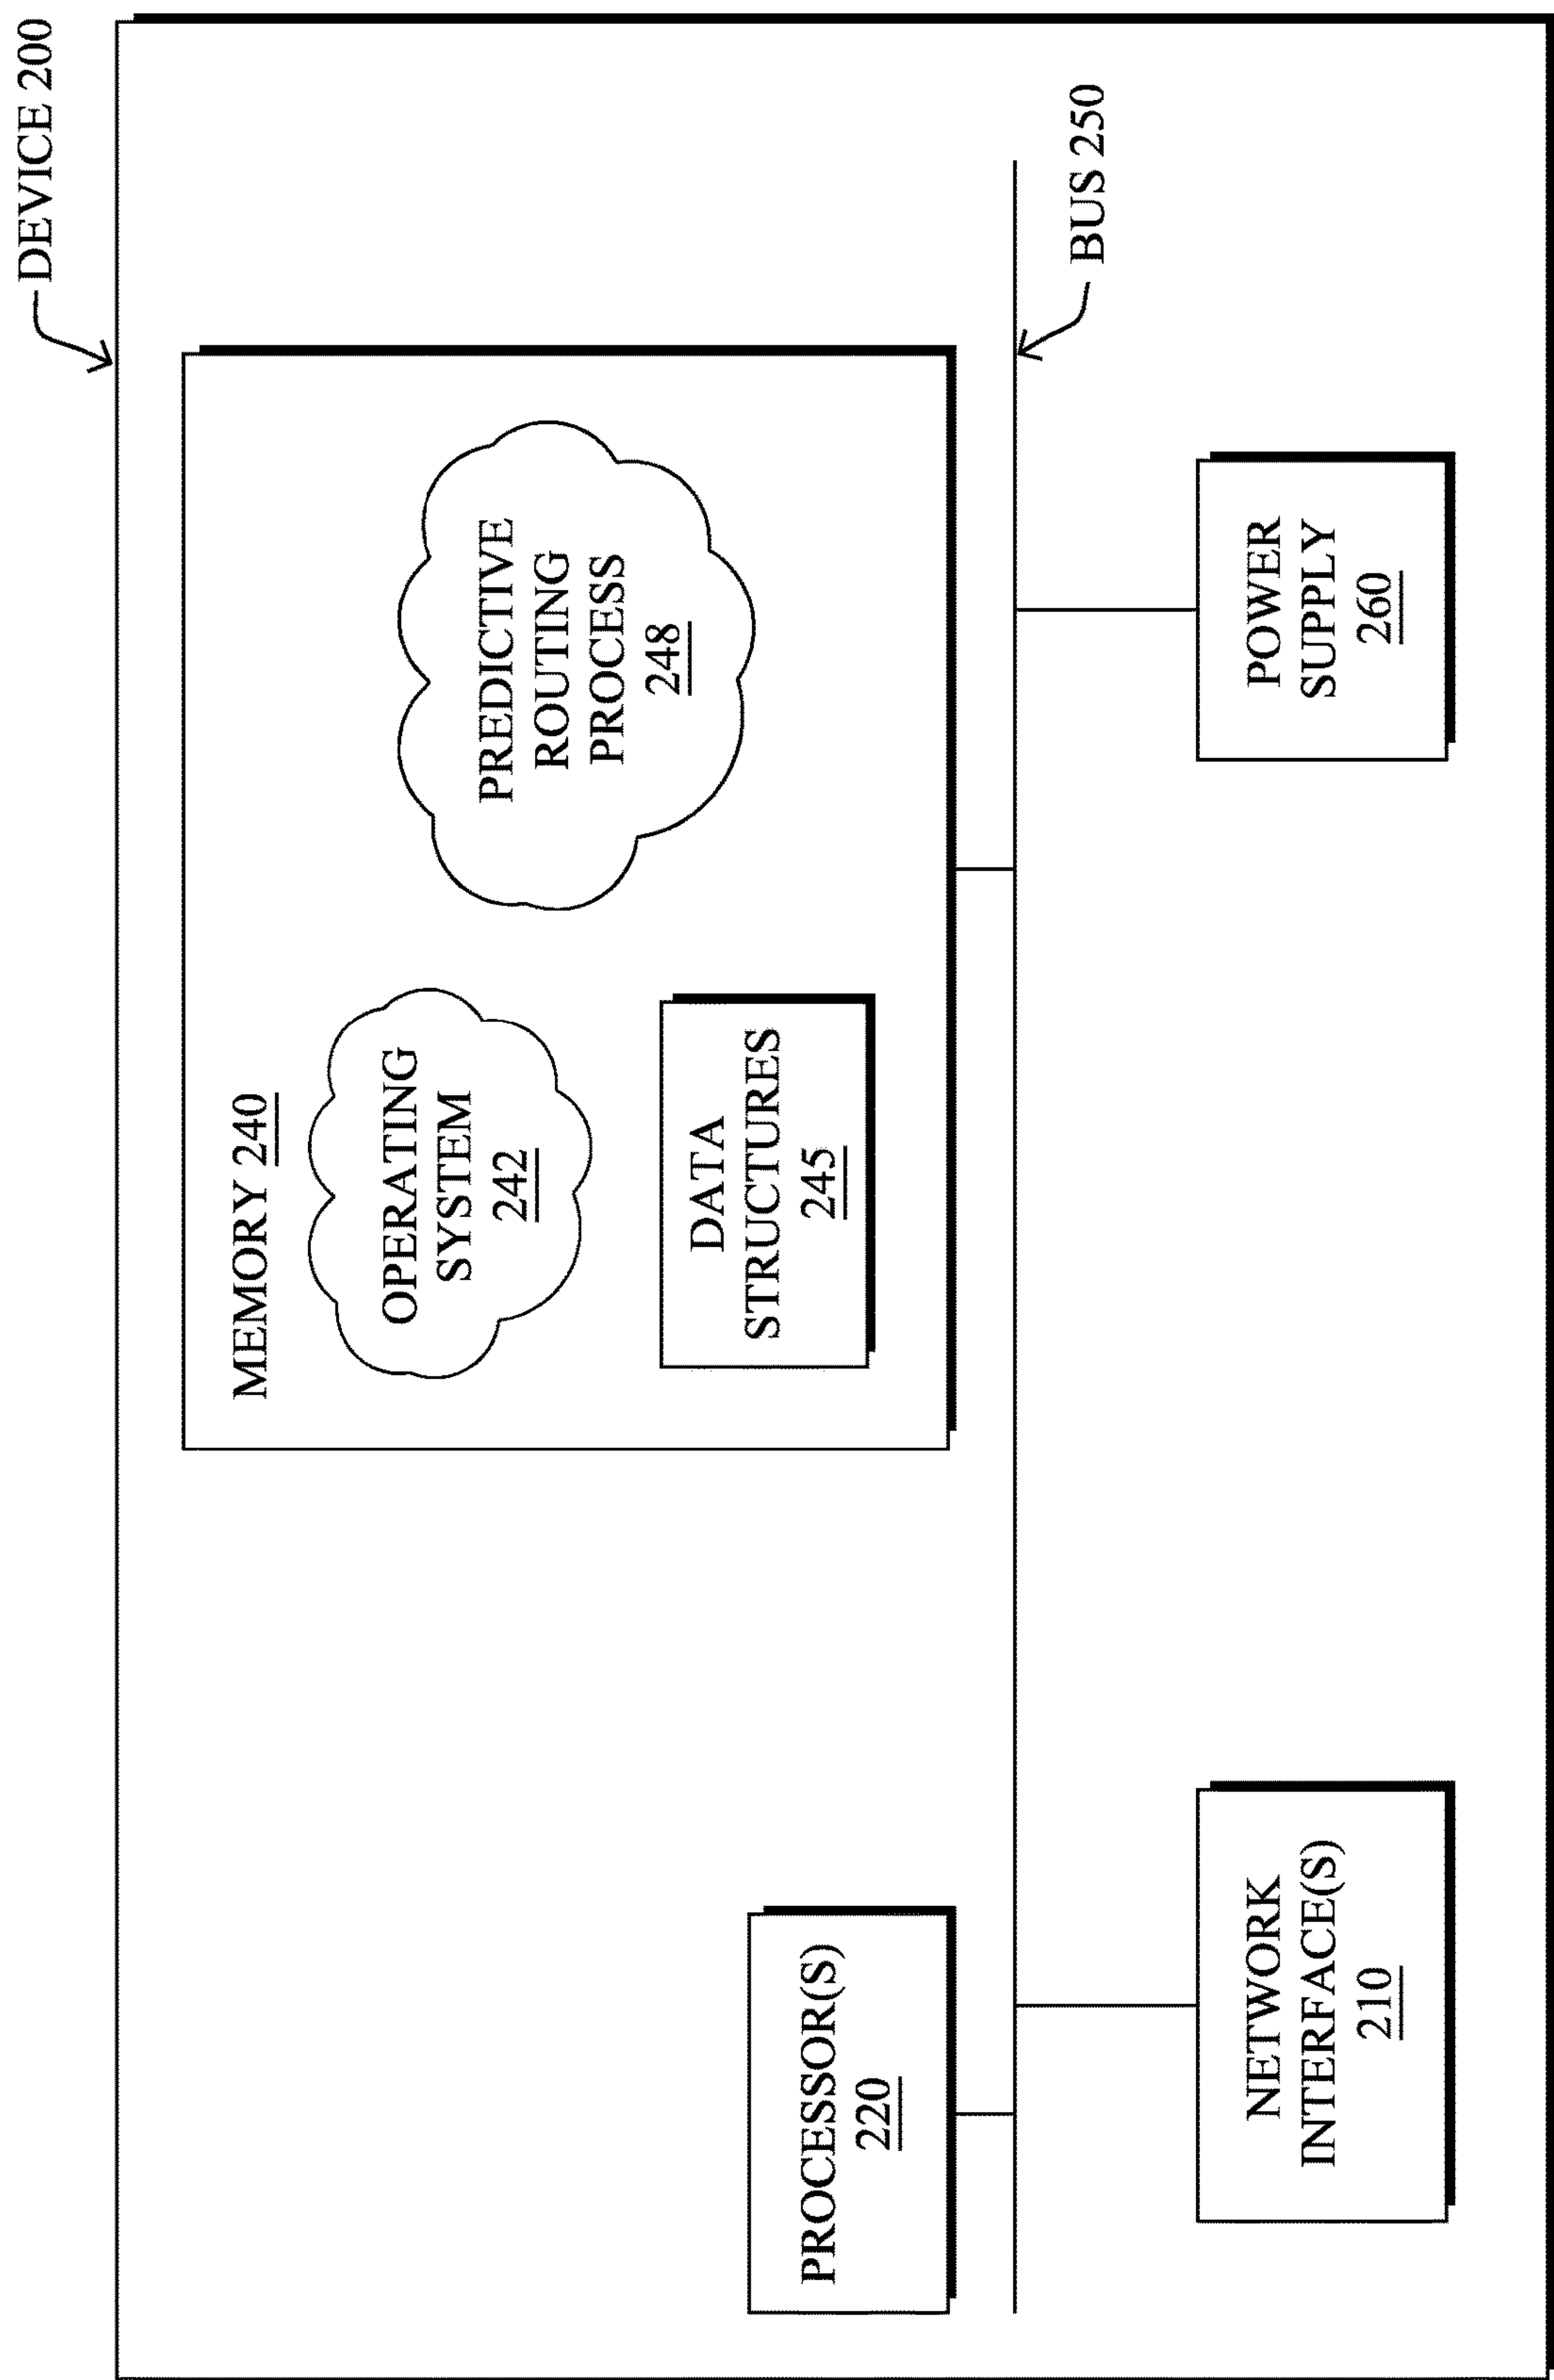 DEVICE 200
MEMORY 240
OPERATING
SYSTEM
242
PREDICTIVE
ROUTING
PROCESS
248
DATA
STRUCTURES
245
PROCESSOR(S)
220
BUS 250
NETWORK
INTERFACE(S)
210
POWER
SUPPLY
260